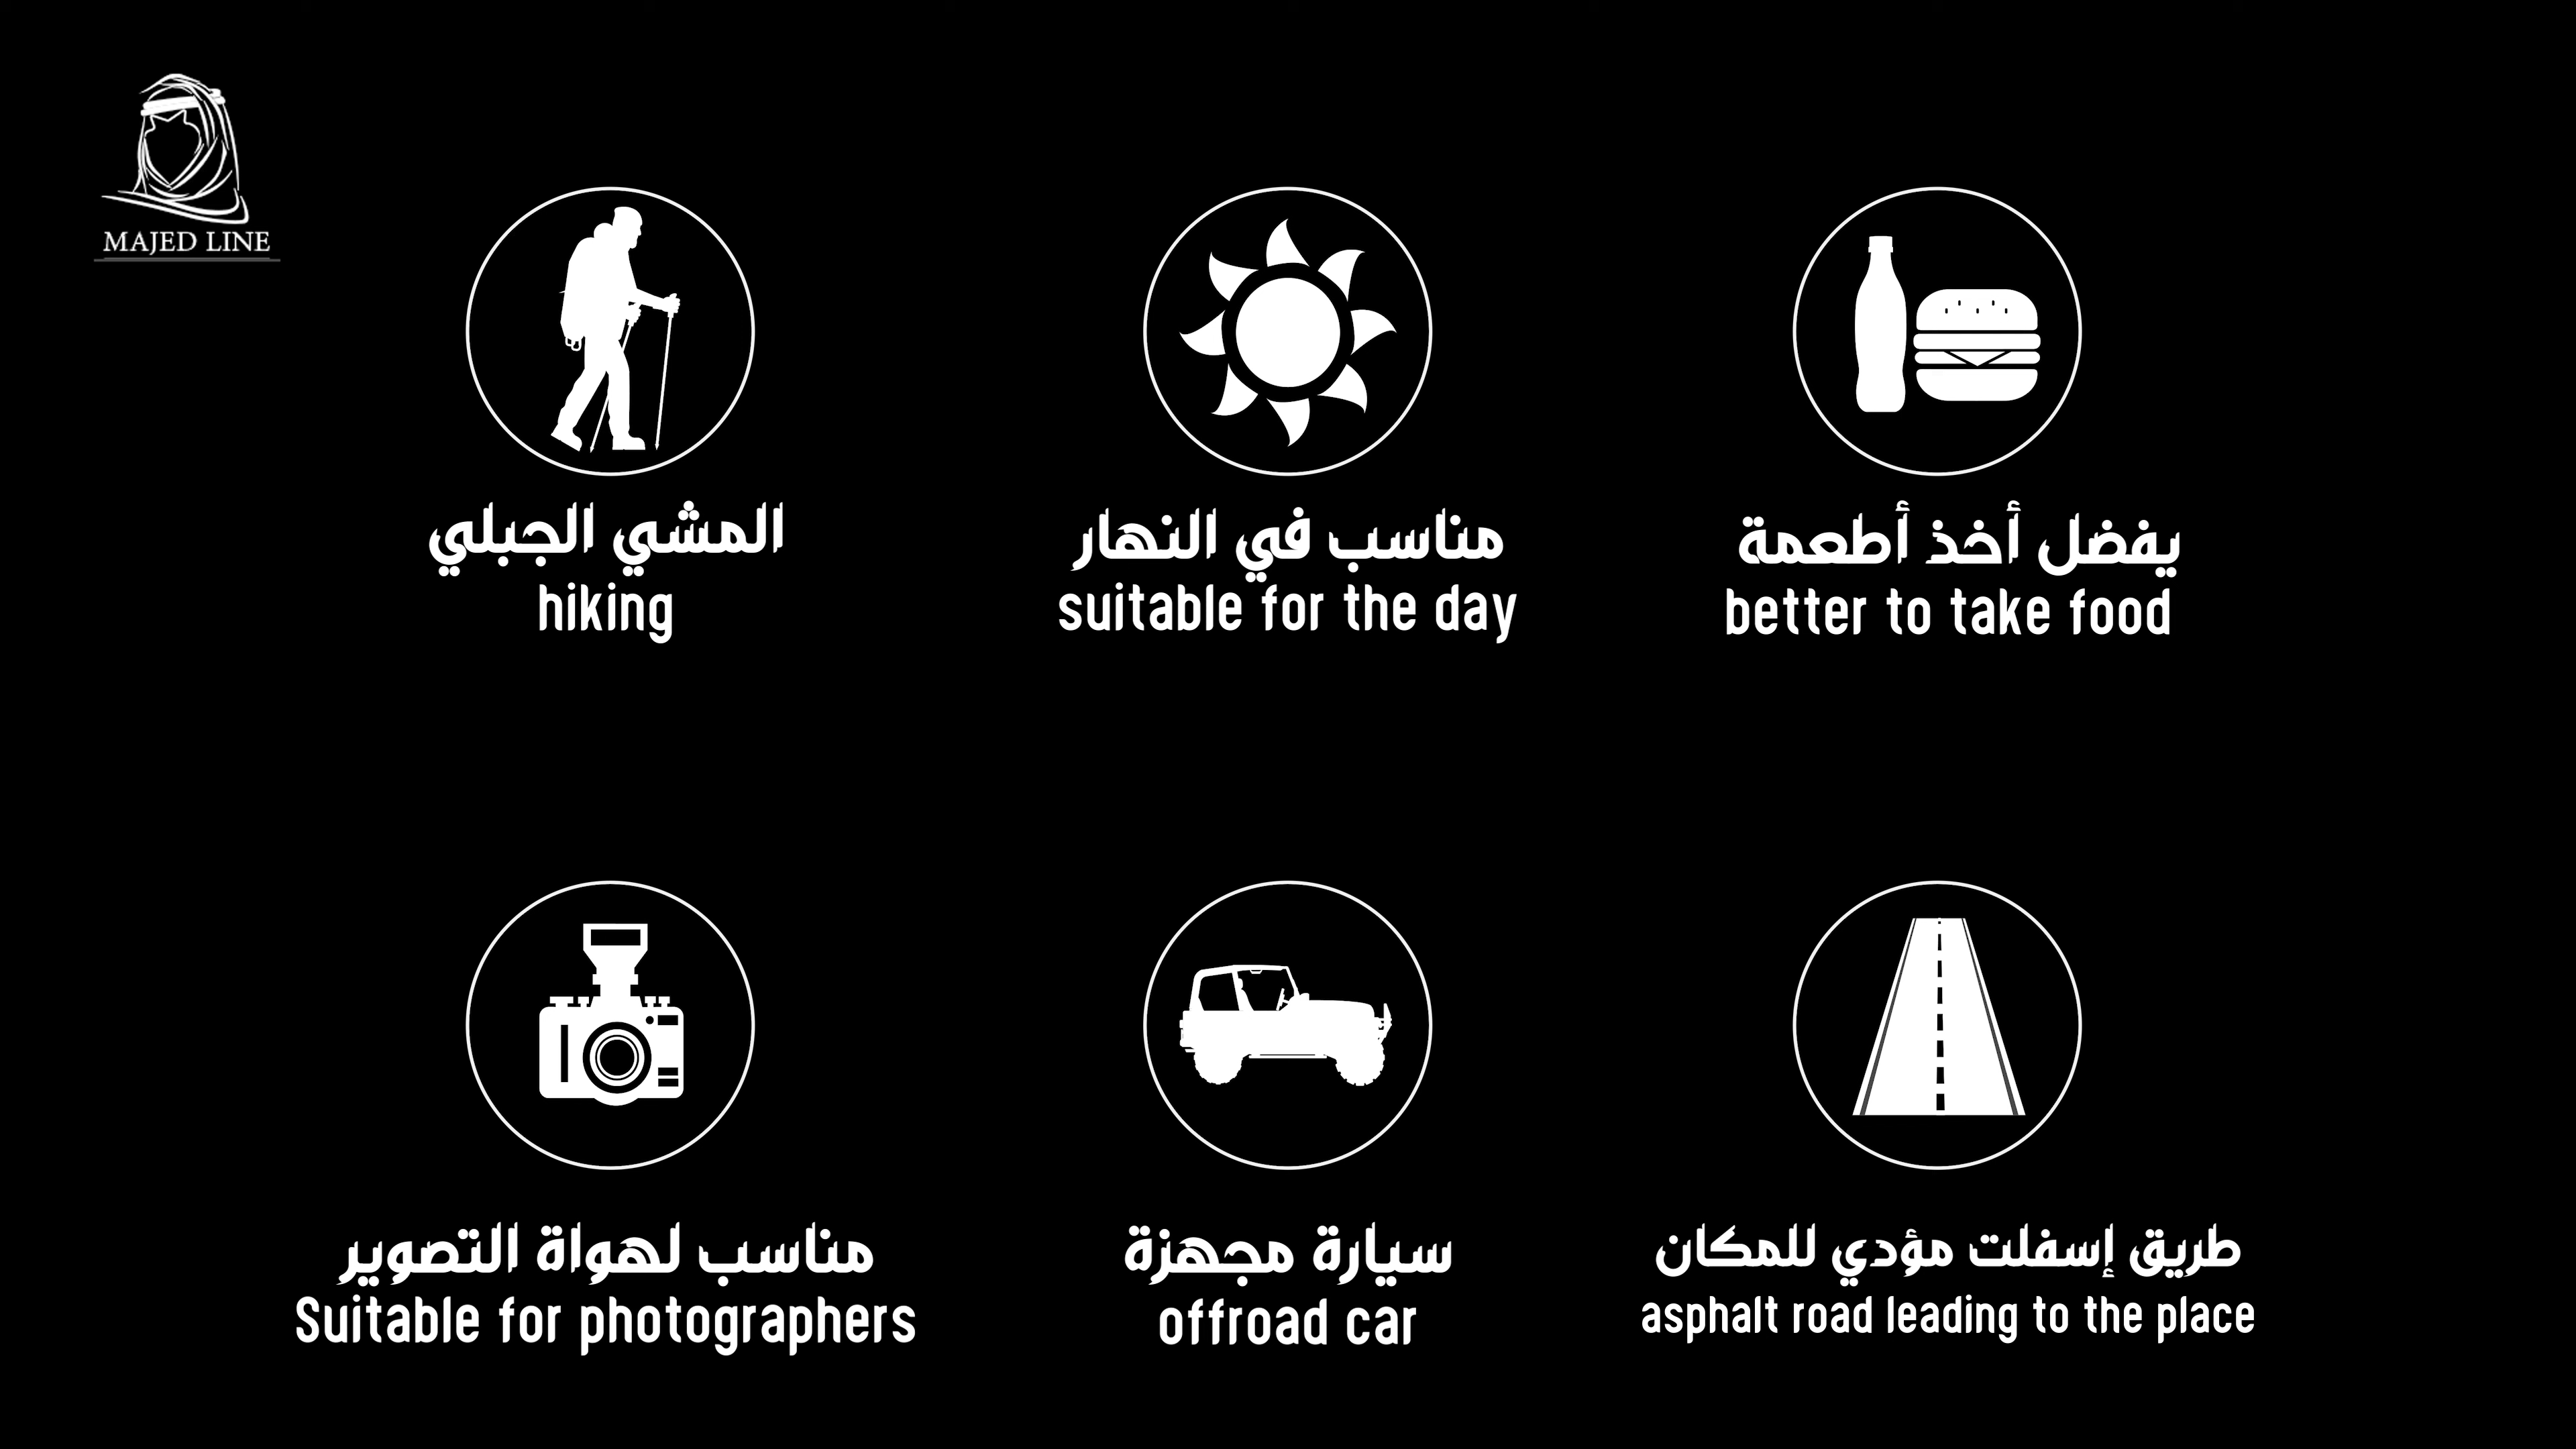 MAJED LINE
المشي الجبلي
hiking
مناسب في النهار
suitable for the day
يفضل أخذ أطعمة
better to take food
مناسب لهواة التصوير
Suitable for photographers
سيارة مجهزة
offroad car
طريق إسفلت مؤدي للمكان
asphalt road leading to the place